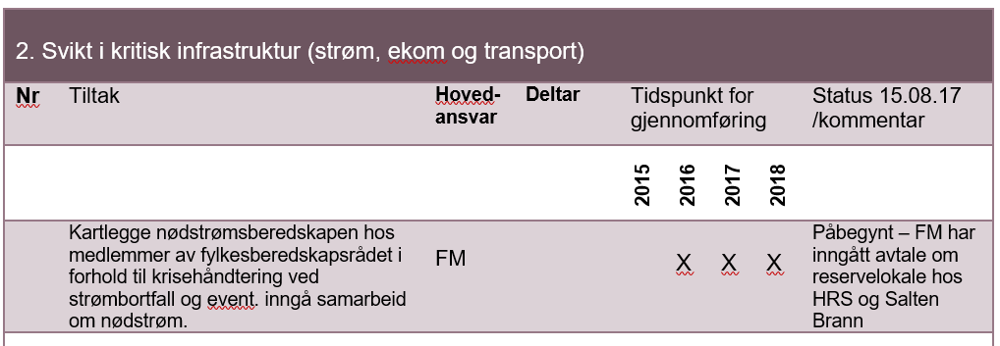 2. Svikt i kritisk infrastruktur (strøm, ekom og transport)
Nr Tiltak Hoved- Deltar Tidspunkt for Status 15.08.17
ansvar gjennomføring /kommentar
2015 2016 2017 2018
Kartlegge nødstrømsberedskapen hos Påbegynt – FM har
medlemmer av fylkesberedskapsrådet i FM X X X inngått avtale om
forhold til krisehåndtering ved reservelokale hos
strømbortfall og event. inngå samarbeid HRS og Salten
om nødstrøm. Brann